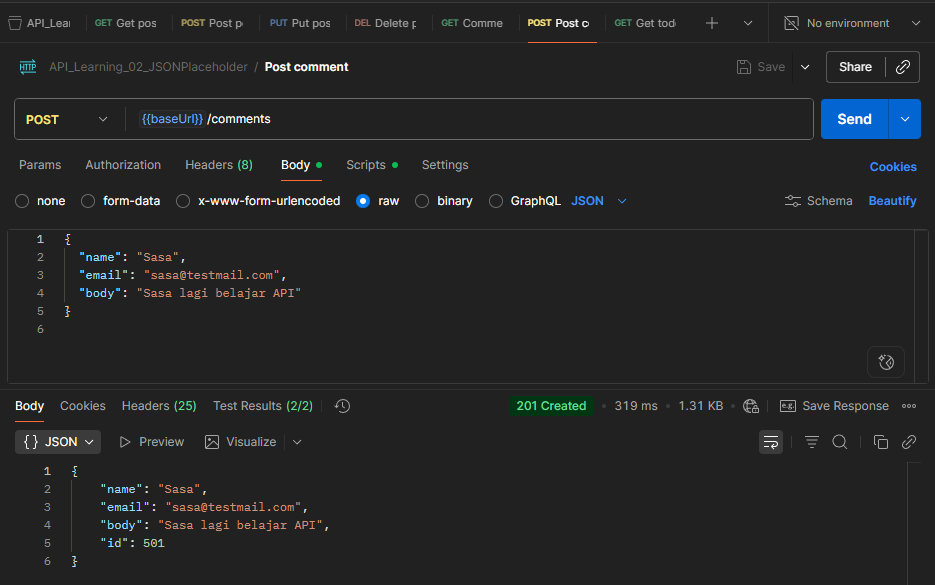 API_Lear GET Get pos POST Post p PUT Put pos DEL Delete p GET Comme POST Post c GET Get tod No environment
HTTP API_Learning_02_JSONPlaceholder / Post comment Save Share
POST {{baseUrl}} /comments Send
Params Authorization Headers (8) Body Scripts Settings Cookies
none form-data x-www-form-urlencoded raw binary GraphQL JSON Schema Beautify
1 {
2 "name": "Sasa",
3 "email": "sasa@testmail.com",
4 "body": "Sasa lagi belajar API"
5 }
6
Body Cookies Headers (25) Test Results (2/2) 201 Created 319 ms 1.31 KB e.g. Save Response
{} JSON Preview Visualize
1 {
2 "name": "Sasa",
3 "email": "sasa@testmail.com",
4 "body": "Sasa lagi belajar API",
5 "id": 501
6 }